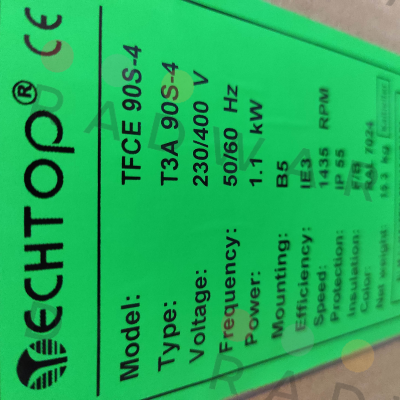 TECHTOP® CE
Model: TFCE 90S-4
Type: T3A 90S-4
Voltage: 230/400 V
Frequency: 50/60 Hz
Power: 1.1 kW
Mounting: B5
Efficiency: IE3
Speed: 1435 RPM
Protection: IP 55
Insulation: F/B
Color: RAL 7024
Net weight: kg